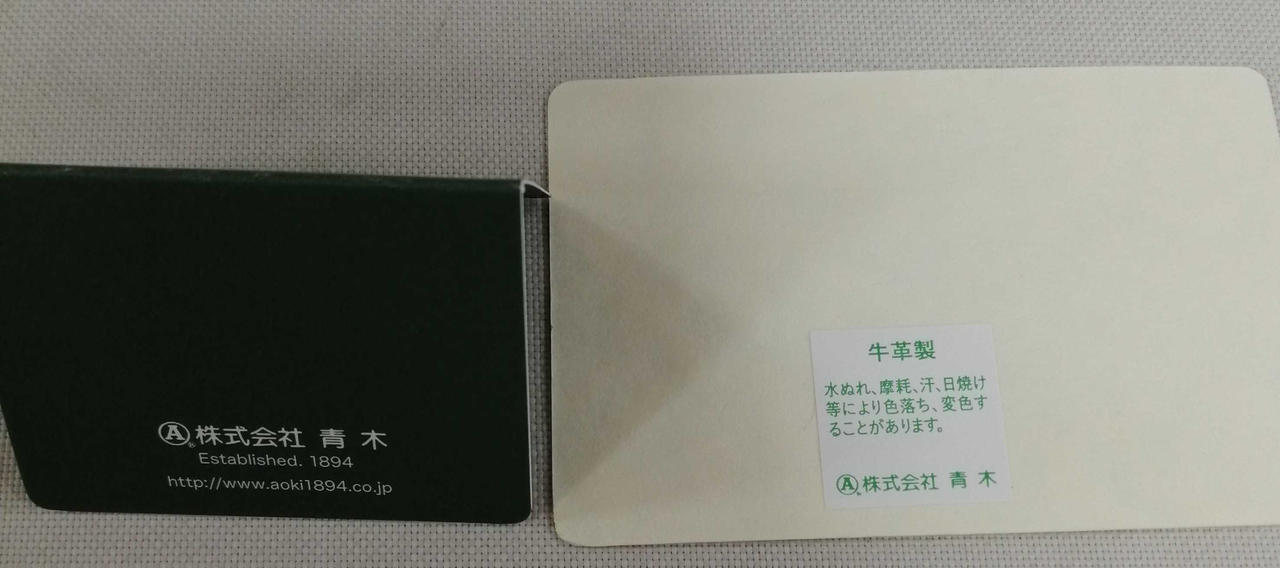 Ⓐ®株式会社 青木
Established. 1894
http://www.aoki1894.co.jp
牛革製
水ぬれ、摩耗、汗、日焼け
等により色落ち、変色す
ることがあります。
Ⓐ®株式会社 青木